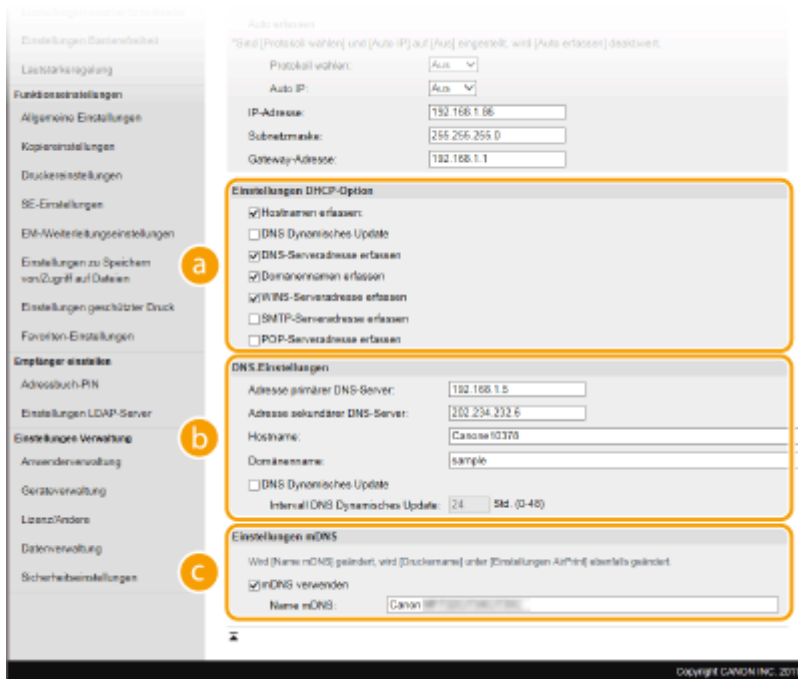 Einstellungen Barrierefreiheit
Lautstärkeregelung
Funktionseinstellungen
Allgemeine Einstellungen
Kopiereinstellungen
Druckereinstellungen
SE-Einstellungen
EM-/Weiterleitungseinstellungen
Einstellungen zu Speichern
von/Zugriff auf Dateien
Einstellungen geschützter Druck
Favoriten-Einstellungen
Empfänger einstellen
Adressbuch-PIN
Einstellungen LDAP-Server
Einstellungen Verwaltung
Anwenderverwaltung
Geräteverwaltung
Lizenz/Andere
Datenverwaltung
Sicherheitseinstellungen
Auto erfassen
*Sind [Protokoll wählen] und [Auto IP] auf [Aus] eingestellt, wird [Auto erfassen] deaktiviert.
Protokoll wählen: Aus
Auto IP: Aus
IP-Adresse: 192.168.1.86
Subnetzmaske: 255.255.255.0
Gateway-Adresse: 192.168.1.1
a
Einstellungen DHCP-Option
Hostnamen erfassen:
DNS Dynamisches Update
DNS-Serveradresse erfassen
Domänennamen erfassen
WINS-Serveradresse erfassen
SMTP-Serveradresse erfassen
POP-Serveradresse erfassen
b
DNS-Einstellungen
Adresse primärer DNS-Server: 192.168.1.5
Adresse sekundärer DNS-Server: 202.234.232.6
Hostname: Canone10378
Domänenname: sample
DNS Dynamisches Update
Intervall DNS Dynamisches Update: 24 Std. (0-48)
c
Einstellungen mDNS
Wird [Name mDNS] geändert, wird [Druckername] unter [Einstellungen AirPrint] ebenfalls geändert.
mDNS verwenden
Name mDNS: Canon
Copyright CANON INC. 201